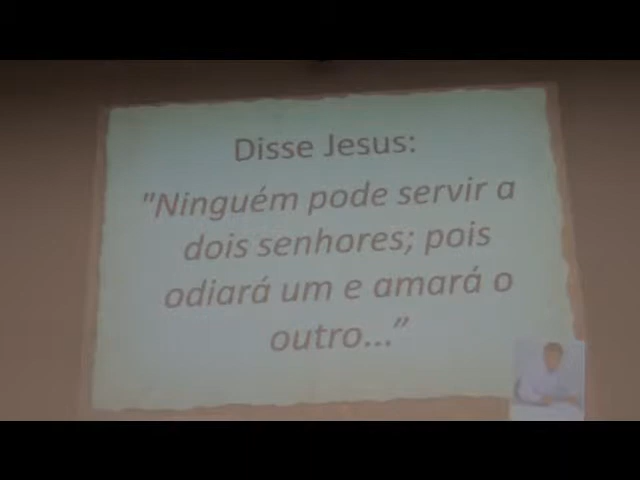 Disse Jesus:
"Ninguém pode servir a
dois senhores; pois
odiará um e amará o
outro..."